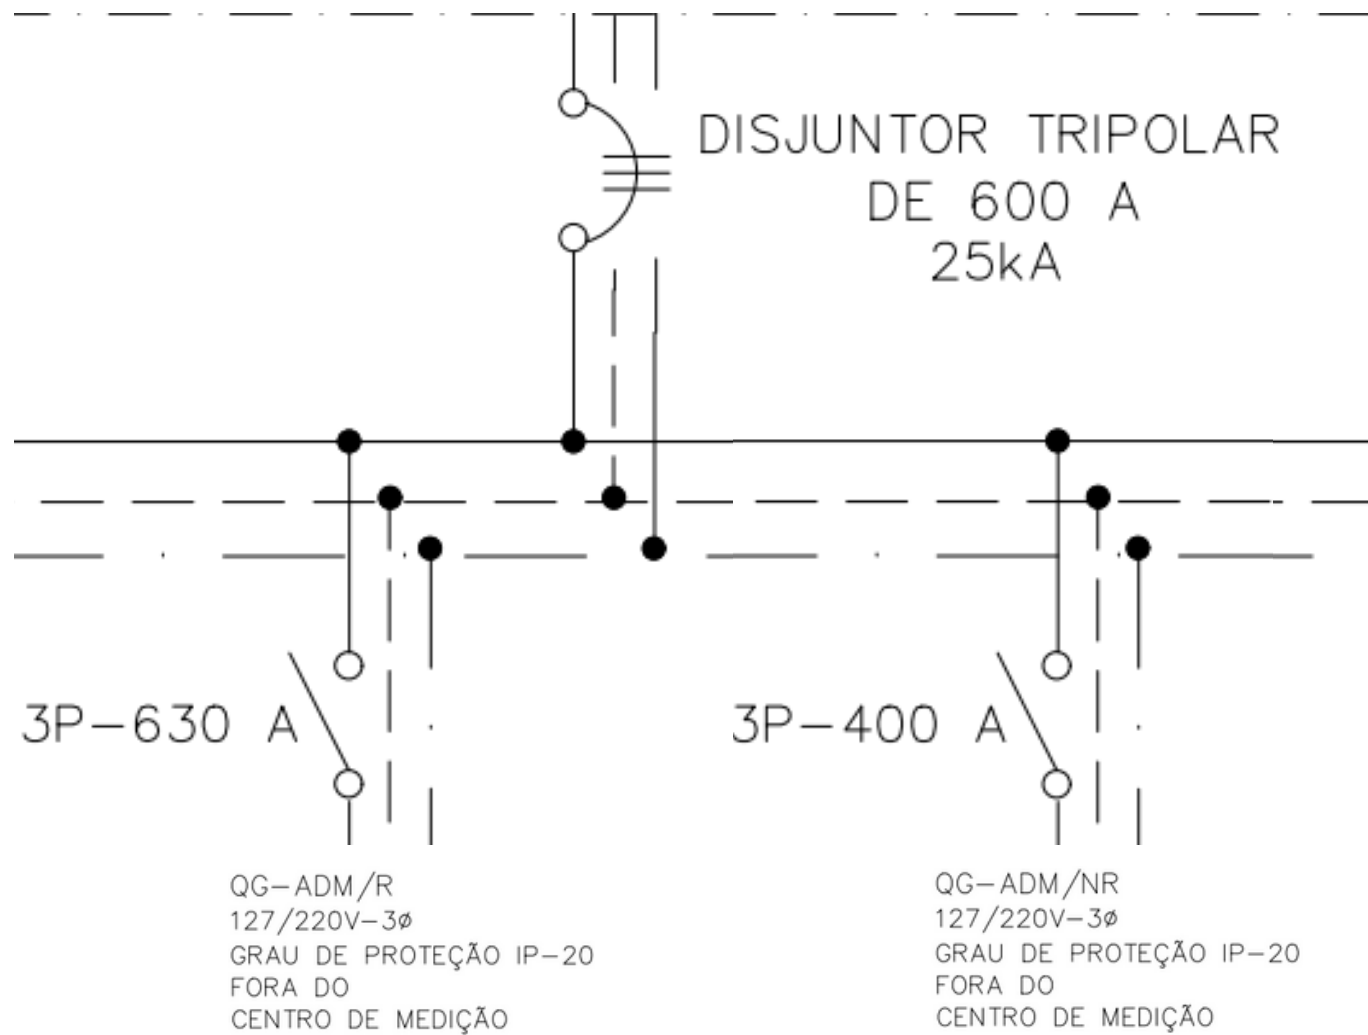 DISJUNTOR TRIPOLAR
DE 600 A
25kA
3P-630 A
3P-400 A
QG-ADM/R
127/220V-3ø
GRAU DE PROTEÇÃO IP-20
FORA DO
CENTRO DE MEDIÇÃO
QG-ADM/NR
127/220V-3ø
GRAU DE PROTEÇÃO IP-20
FORA DO
CENTRO DE MEDIÇÃO